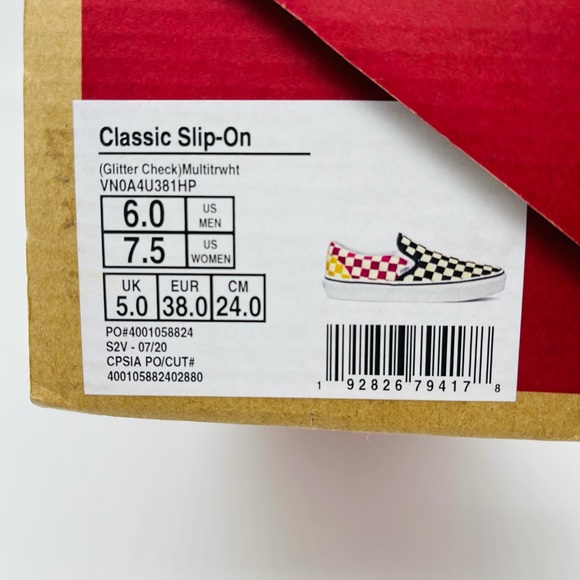 Classic Slip-On
(Glitter Check)Multitrwht
VN0A4U381HP
6.0 US MEN
7.5 US WOMEN
UK EUR CM
5.0 38.0 24.0
PO#4001058824
S2V - 07/20
CPSIA PO/CUT#
400105882402880
1 92826 79417 8